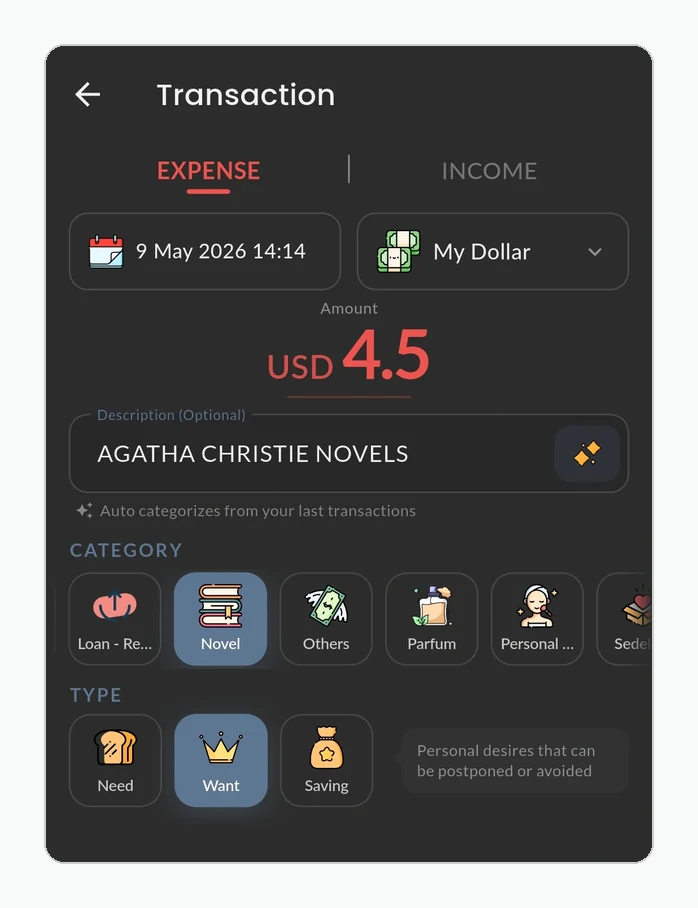 Transaction
EXPENSE | INCOME
9 May 2026 14:14
My Dollar
Amount
USD 4.5
Description (Optional)
AGATHA CHRISTIE NOVELS
Auto categorizes from your last transactions
CATEGORY
Loan - Re...
Novel
Others
Parfum
Personal ...
Sedel
TYPE
Need
Want
Saving
Personal desires that can
be postponed or avoided